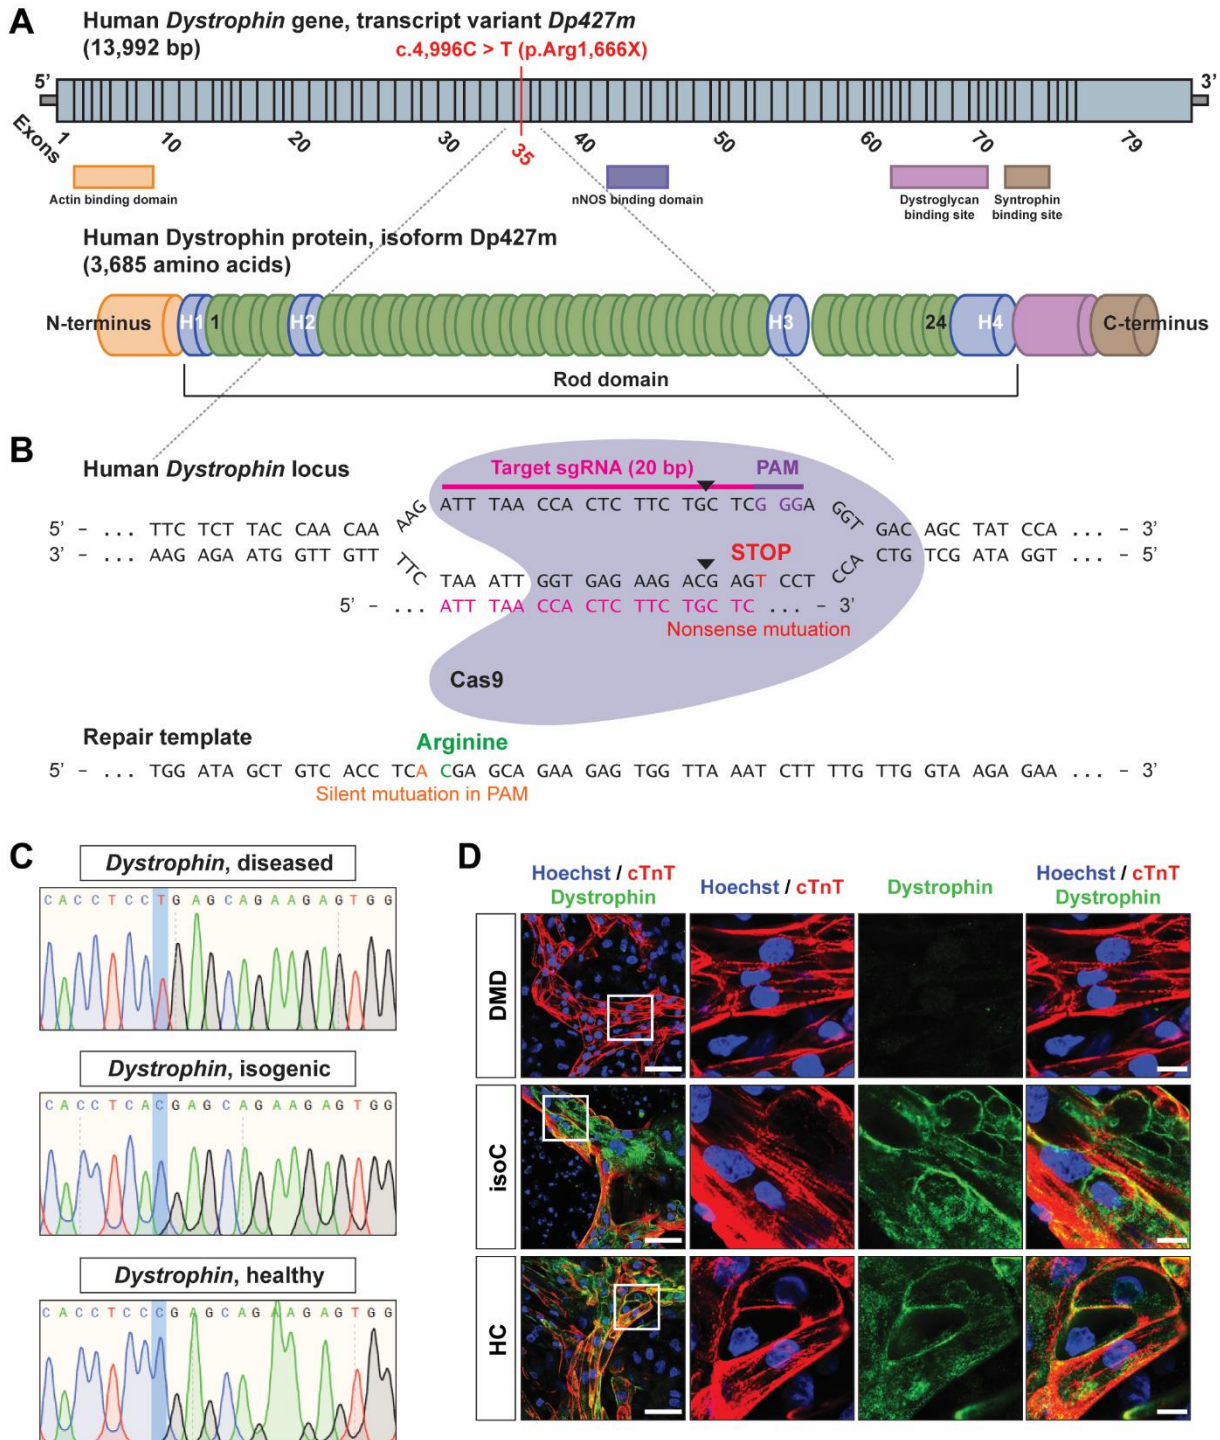 A
Human Dystrophin gene, transcript variant Dp427m
(13,992 bp)
c.4,996C > T (p.Arg1,666X)
5’
3’
Exons
1
10
20
30
35
40
50
60
70
79
Actin binding domain
nNOS binding domain
Dystroglycan
binding site
Syntrophin
binding site
Human Dystrophin protein, isoform Dp427m
(3,685 amino acids)
N-terminus
H1
1
H2
H3
24
H4
C-terminus
Rod domain
B
Human Dystrophin locus
Target sgRNA (20 bp)
PAM
5’ – ... TTC TCT TAC CAA CAA AAG ATT TAA CCA CTC TTC TGC TCG GGA GGT GAC AGC TAT CCA ... – 3’
3’ – ... AAG AGA ATG GTT GTT TTC TAA ATT GGT GAG AAG ACG AGT CCT CCA CTG TCG ATA GGT ... – 5’
STOP
5’ – ... ATT TAA CCA CTC TTC TGC TC ... – 3’
Nonsense mutuation
Cas9
Repair template
Arginine
5’ – ... TGG ATA GCT GTC ACC TCA CGA GCA GAA GAG TGG TTA AAT CTT TTG TTG GTA AGA GAA ... – 3’
Silent mutuation in PAM
C
Dystrophin, diseased
C A C C T C C T G A G C A G A A G A G T G G
Dystrophin, isogenic
C A C C T C A C G A G C A G A A G A G T G G
Dystrophin, healthy
C A C C T C C C G A G C A G A A G A G T G G
D
Hoechst / cTnT
Dystrophin
Hoechst / cTnT
Dystrophin
Hoechst / cTnT
Dystrophin
DMD
isoC
HC